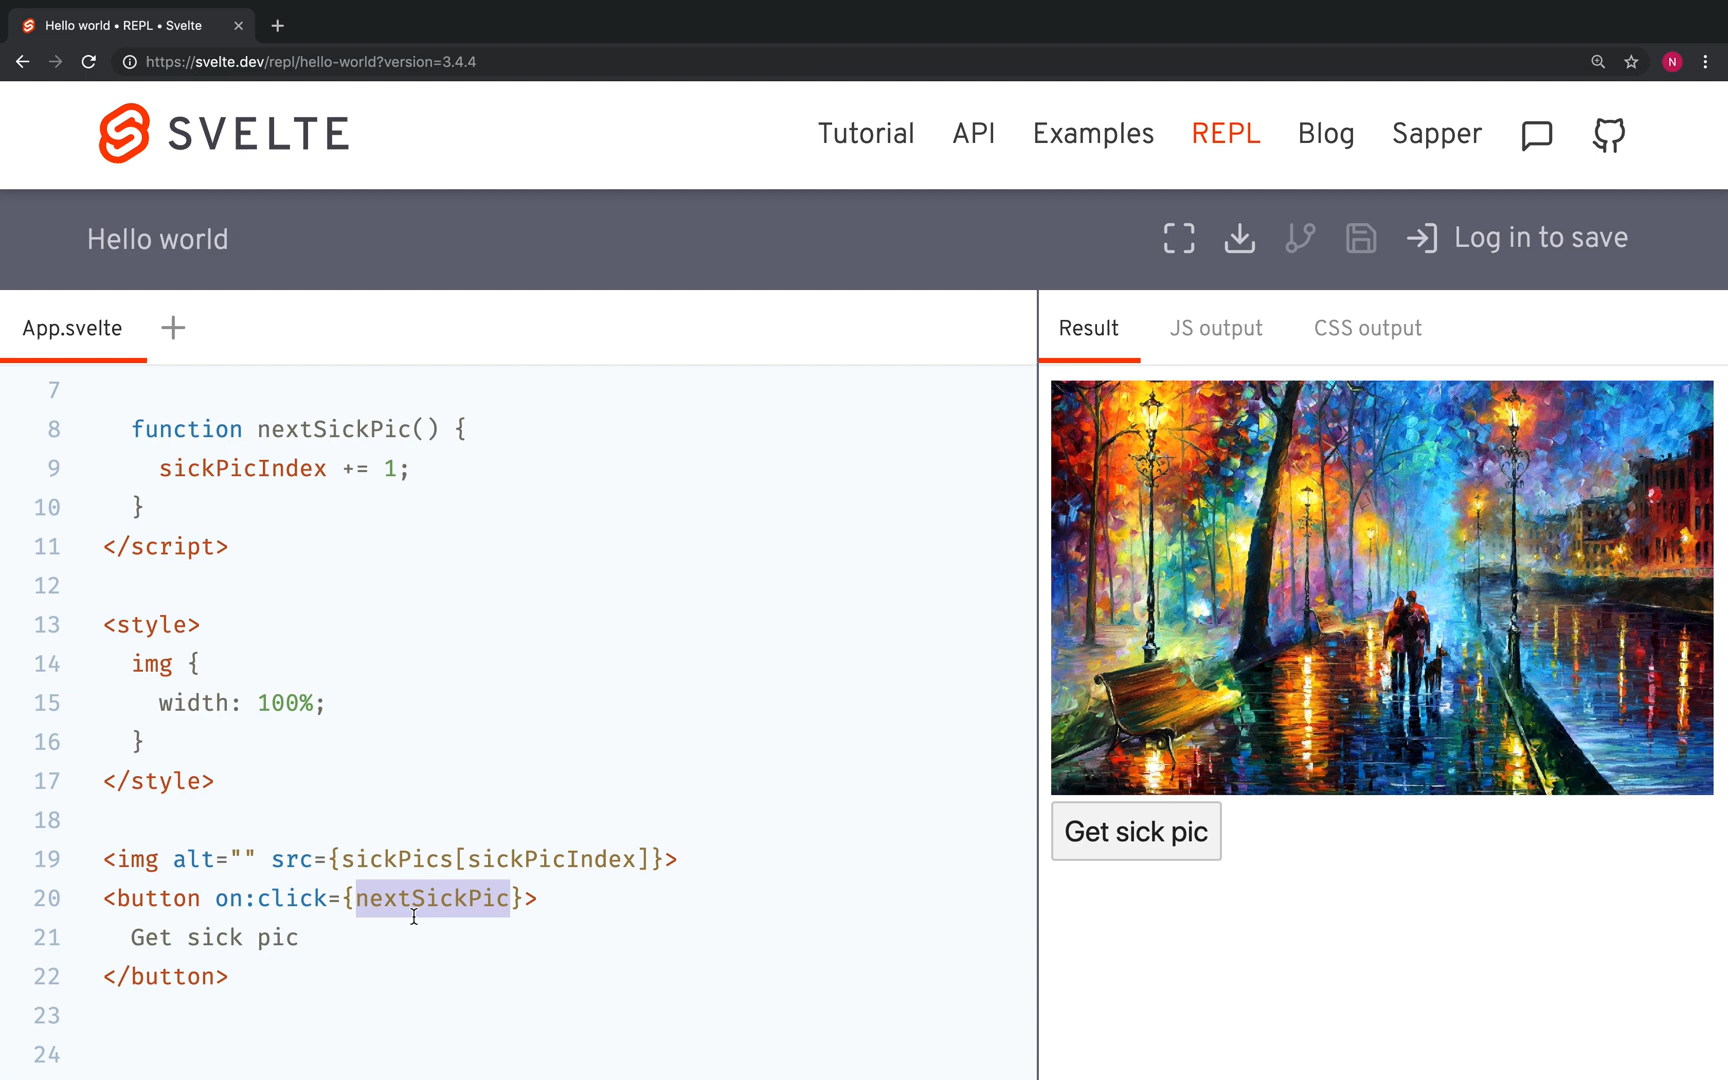 Hello world • REPL • Svelte
https://svelte.dev/repl/hello-world?version=3.4.4
N
SVELTE
Tutorial API Examples REPL Blog Sapper
Hello world
Log in to save
App.svelte
Result JS output CSS output
7
8 function nextSickPic() {
9 sickPicIndex += 1;
10 }
11 </script>
12
13 <style>
14 img {
15 width: 100%;
16 }
17 </style>
18
19 <img alt="" src={sickPics[sickPicIndex]}>
20 <button on:click={nextSickPic}>
21 Get sick pic
22 </button>
23
24
Get sick pic